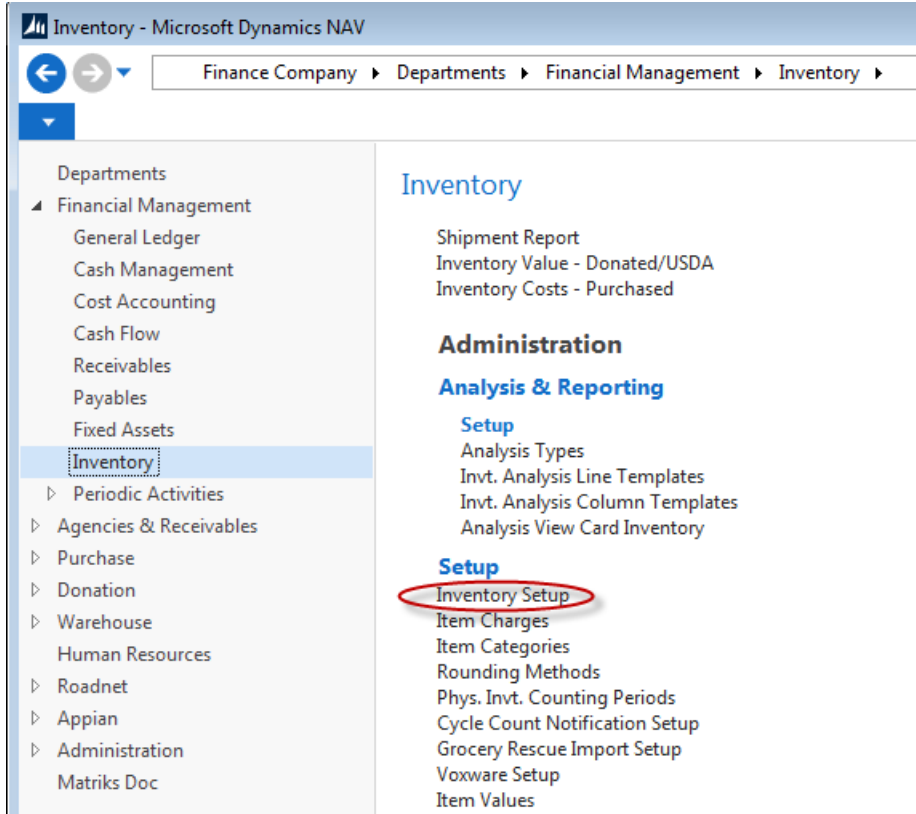 Inventory - Microsoft Dynamics NAV
Finance Company Departments Financial Management Inventory
Departments
Financial Management
General Ledger
Cash Management
Cost Accounting
Cash Flow
Receivables
Payables
Fixed Assets
Inventory
Periodic Activities
Agencies & Receivables
Purchase
Donation
Warehouse
Human Resources
Roadnet
Appian
Administration
Matriks Doc
Inventory
Shipment Report
Inventory Value - Donated/USDA
Inventory Costs - Purchased
Administration
Analysis & Reporting
Setup
Analysis Types
Invt. Analysis Line Templates
Invt. Analysis Column Templates
Analysis View Card Inventory
Setup
Inventory Setup
Item Charges
Item Categories
Rounding Methods
Phys. Invt. Counting Periods
Cycle Count Notification Setup
Grocery Rescue Import Setup
Voxware Setup
Item Values